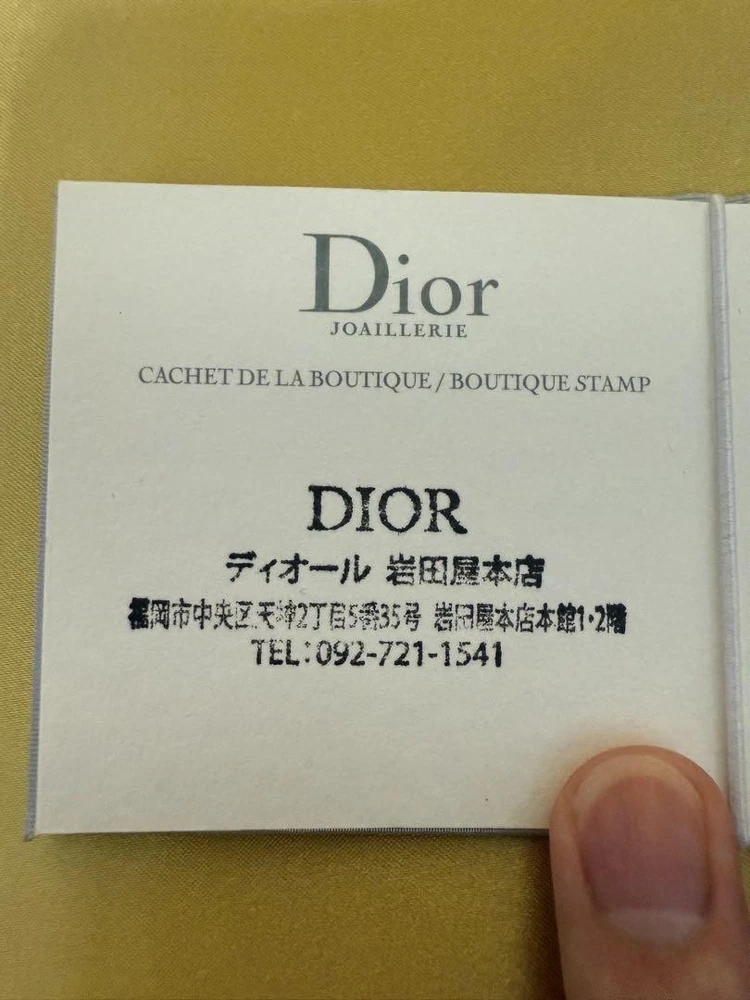 Dior
JOAILLERIE
CACHET DE LA BOUTIQUE / BOUTIQUE STAMP
DIOR
ディオール 岩田屋本店
福岡市中央区天神2丁目5番35号 岩田屋本店本館1・2階
TEL:092-721-1541